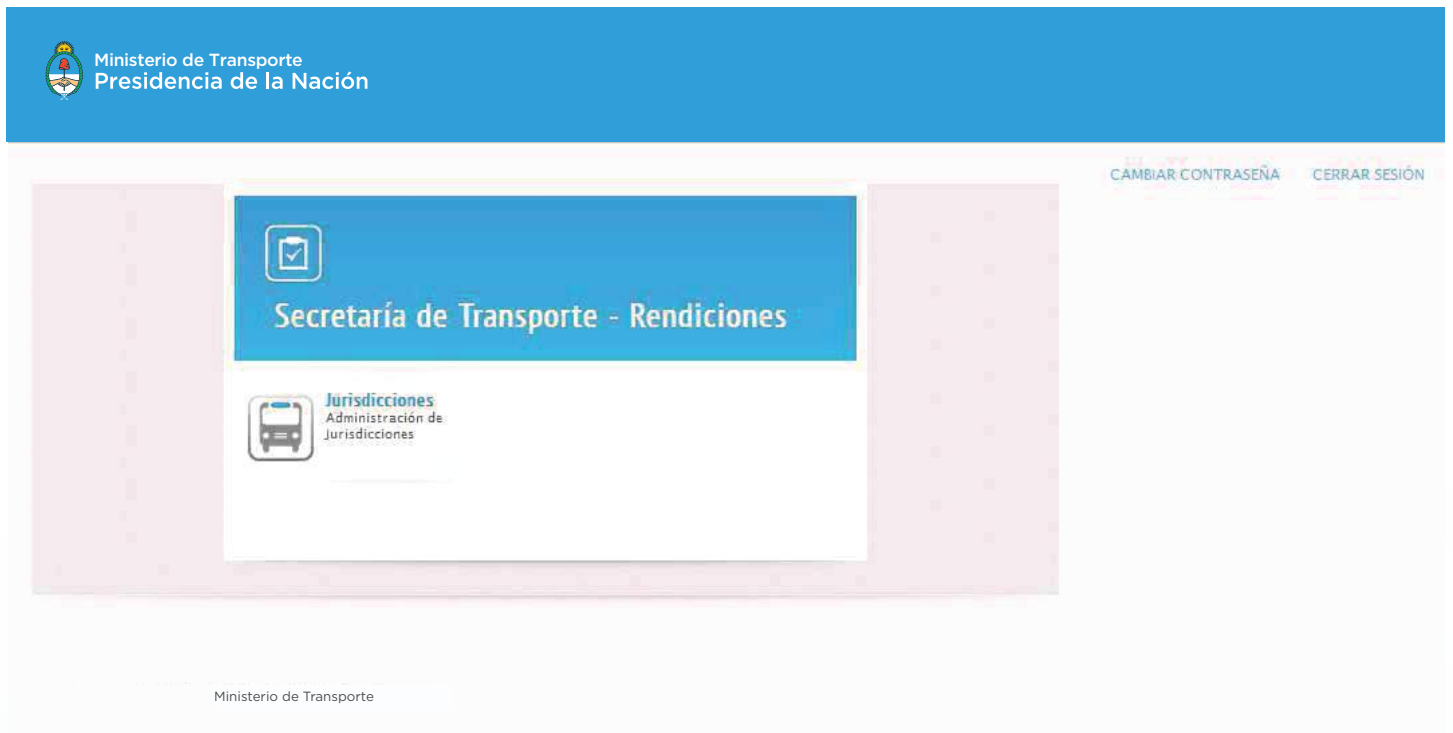 Ministerio de Transporte
Presidencia de la Nación
CAMBIAR CONTRASEÑA CERRAR SESIÓN
Secretaría de Transporte - Rendiciones
Jurisdicciones
Administración de
Jurisdicciones
Ministerio de Transporte